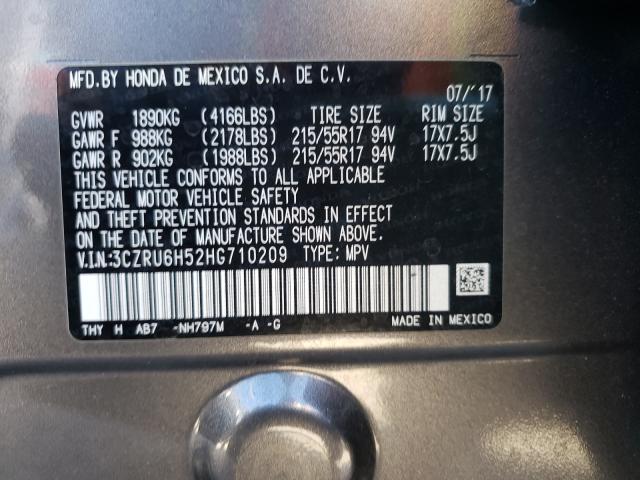 MFD.BY HONDA DE MEXICO S.A. DE C.V.
07/'17
GVWR 1890KG (4166LBS) TIRE SIZE RIM SIZE
GAWR F 988KG (2178LBS) 215/55R17 94V 17X7.5J
GAWR R 902KG (1988LBS) 215/55R17 94V 17X7.5J
THIS VEHICLE CONFORMS TO ALL APPLICABLE
FEDERAL MOTOR VEHICLE SAFETY
AND THEFT PREVENTION STANDARDS IN EFFECT
ON THE DATE OF MANUFACTURE SHOWN ABOVE.
V.I.N:3CZRU6H52HG710209 TYPE: MPV
THY H AB7 -NH797M -A -G MADE IN MEXICO